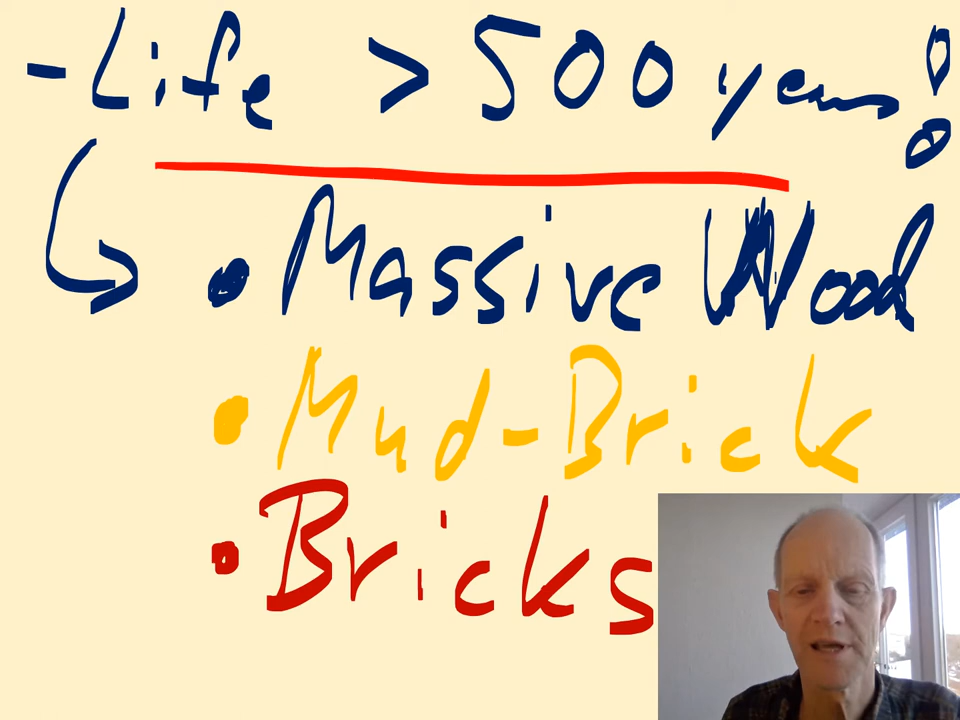 - Life > 500 years!
• Massive Wood
• Mud-Brick
• Bricks